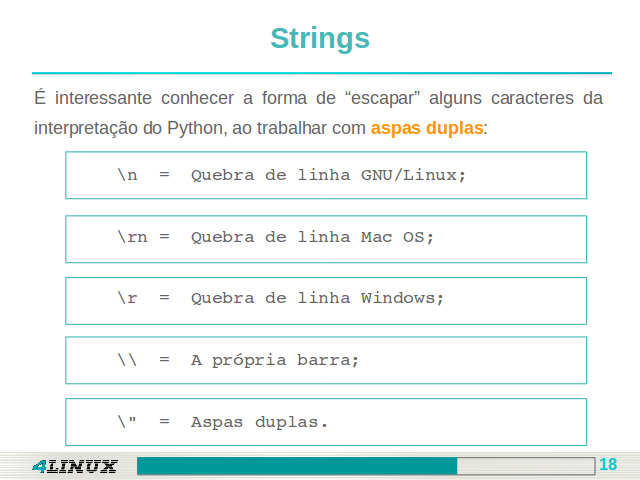 Strings
É interessante conhecer a forma de “escapar” alguns caracteres da
interpretação do Python, ao trabalhar com aspas duplas:
\n = Quebra de linha GNU/Linux;
\rn = Quebra de linha Mac OS;
\r = Quebra de linha Windows;
\\ = A própria barra;
\" = Aspas duplas.
4LINUX
18